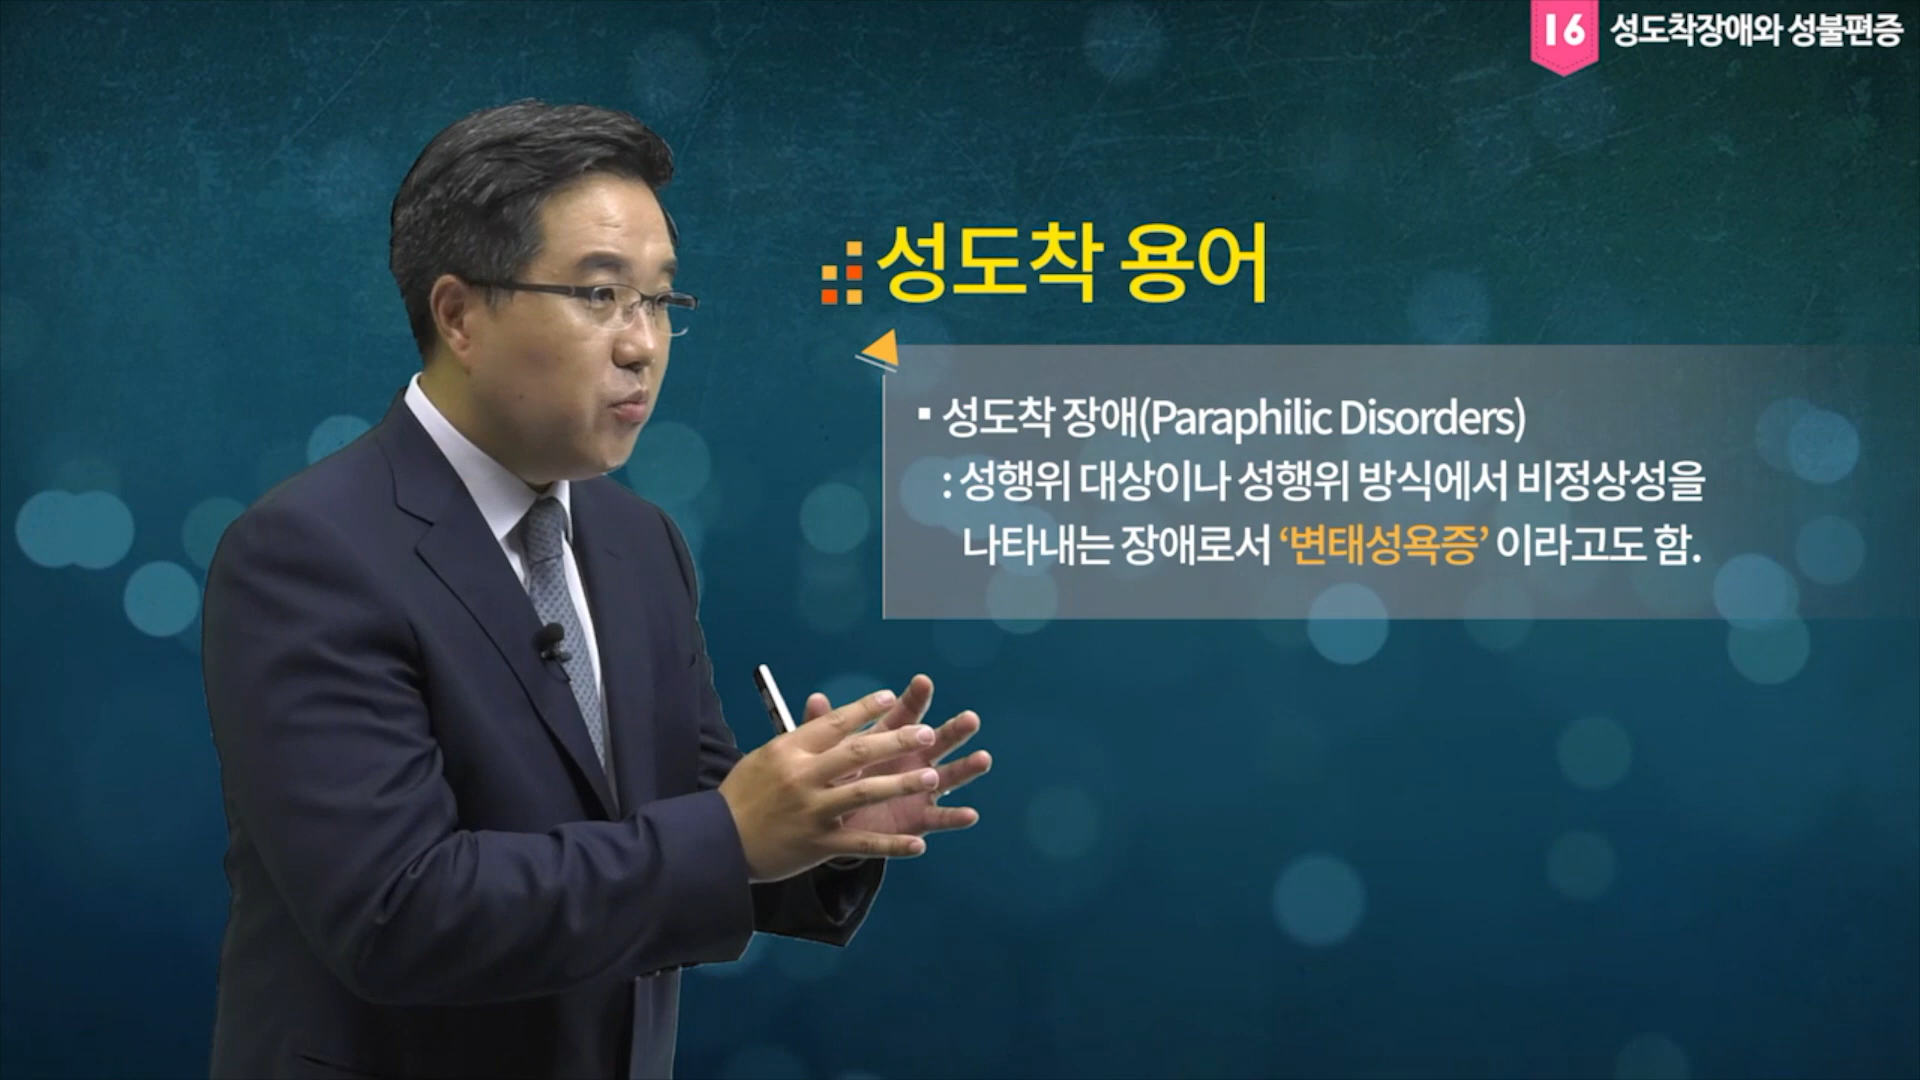 16 성도착장애와 성불편증
성도착 용어
▪ 성도착 장애(Paraphilic Disorders)
: 성행위 대상이나 성행위 방식에서 비정상성을
나타내는 장애로서 ‘변태성욕증’ 이라고도 함.